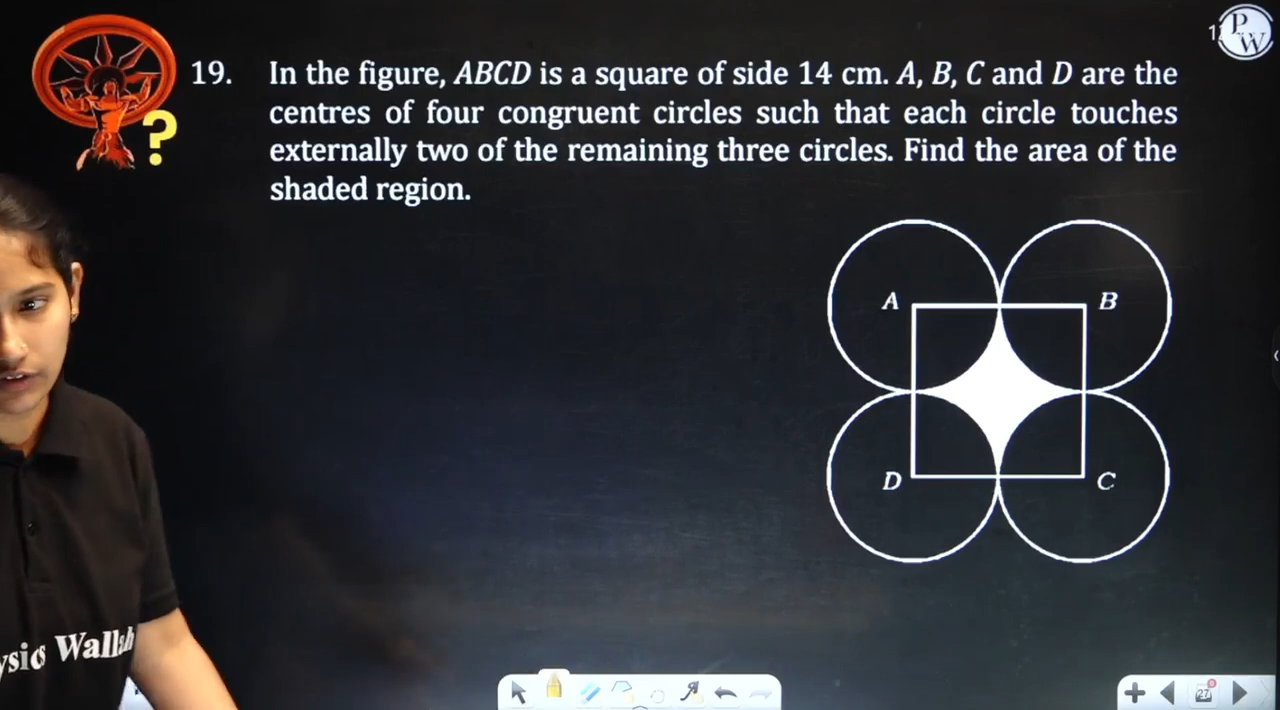 19. In the figure, ABCD is a square of side 14 cm. A, B, C and D are the
centres of four congruent circles such that each circle touches
externally two of the remaining three circles. Find the area of the
shaded region.
?
P
W
A
B
D
C
Wallah
27